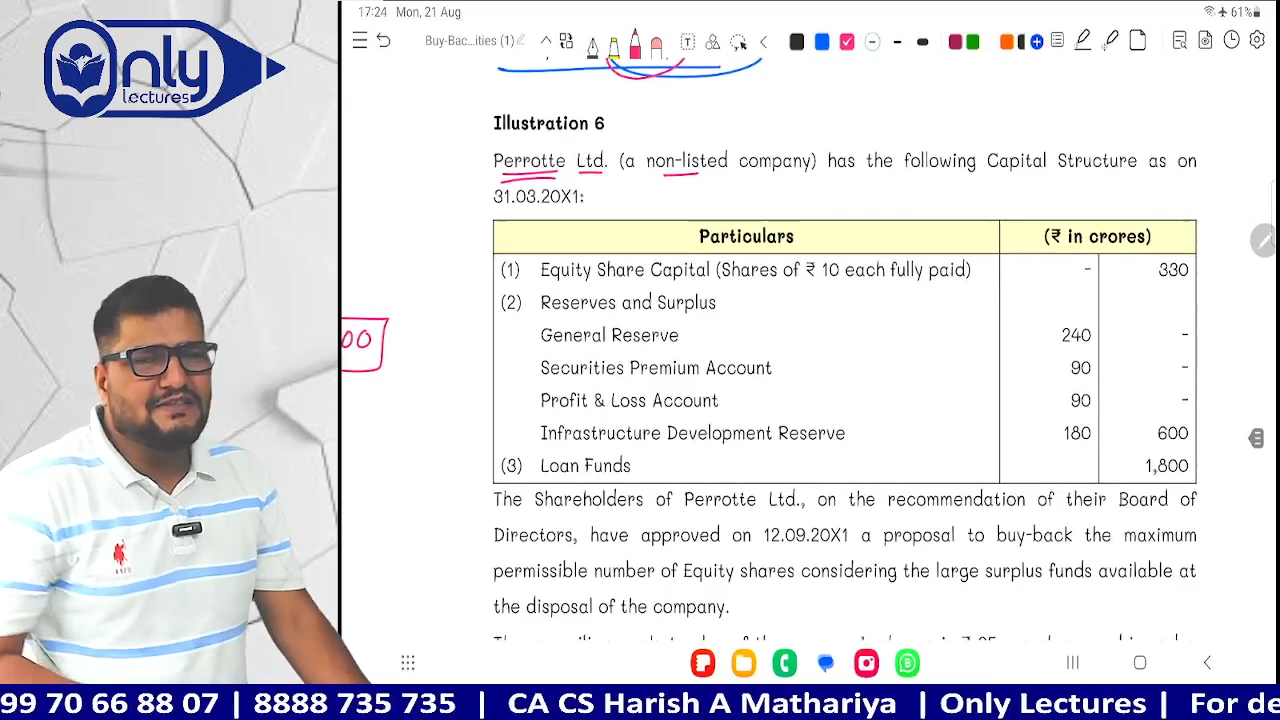 17:24 Mon, 21 Aug
61%
Buy-Bac...ities (1)
Only
lectures
Illustration 6
Perrotte Ltd. (a non-listed company) has the following Capital Structure as on
31.03.20X1:
Particulars (₹ in crores)
(1) Equity Share Capital (Shares of ₹ 10 each fully paid) - 330
(2) Reserves and Surplus
General Reserve 240 -
Securities Premium Account 90 -
Profit & Loss Account 90 -
Infrastructure Development Reserve 180 600
(3) Loan Funds 1,800
00
The Shareholders of Perrotte Ltd., on the recommendation of their Board of
Directors, have approved on 12.09.20X1 a proposal to buy-back the maximum
permissible number of Equity shares considering the large surplus funds available at
the disposal of the company.
99 70 66 88 07 | 8888 735 735 | CA CS Harish A Mathariya | Only Lectures | For de